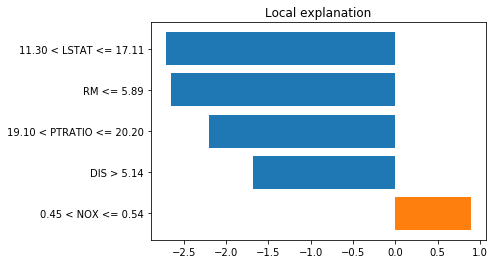 Local explanation
11.30 < LSTAT <= 17.11
RM <= 5.89
19.10 < PTRATIO <= 20.20
DIS > 5.14
0.45 < NOX <= 0.54
−2.5 −2.0 −1.5 −1.0 −0.5 0.0 0.5 1.0